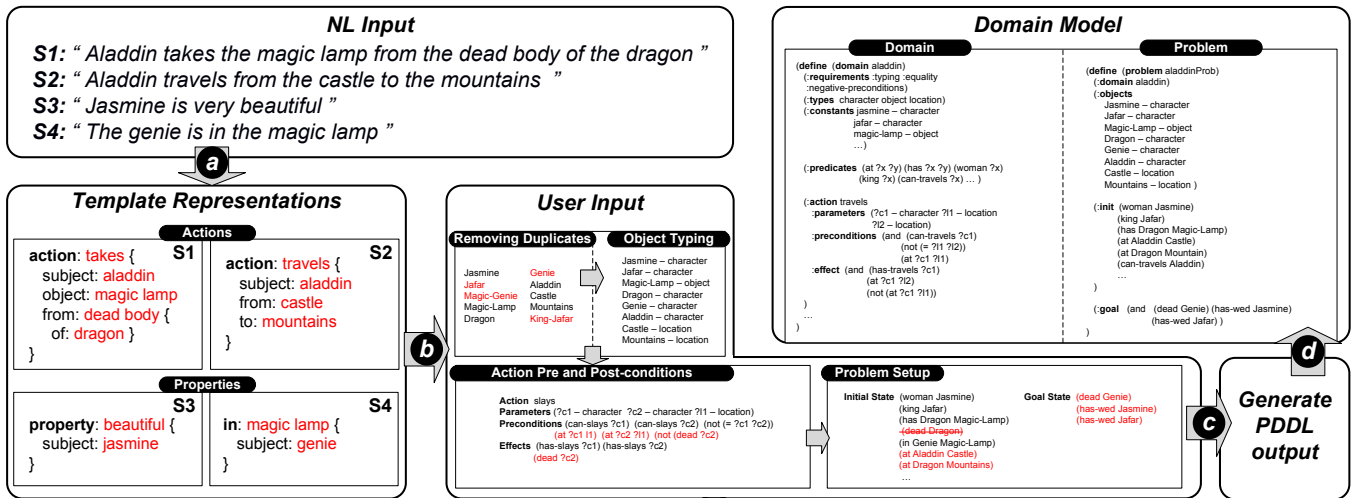 NL Input
S1: “ Aladdin takes the magic lamp from the dead body of the dragon ”
S2: “ Aladdin travels from the castle to the mountains ”
S3: “ Jasmine is very beautiful ”
S4: “ The genie is in the magic lamp ”
a
Template Representations
Actions
S1
action: takes {
subject: aladdin
object: magic lamp
from: dead body {
of: dragon }
}
S2
action: travels {
subject: aladdin
from: castle
to: mountains
}
Properties
S3
property: beautiful {
subject: jasmine
}
S4
in: magic lamp {
subject: genie
}
b
User Input
Removing Duplicates
Jasmine
Jafar
Magic-Genie
Magic-Lamp
Dragon
Genie
Aladdin
Castle
Mountains
King-Jafar
Object Typing
Jasmine – character
Jafar – character
Magic-Lamp – object
Dragon – character
Genie – character
Aladdin – character
Castle – location
Mountains – location
Action Pre and Post-conditions
Action slays
Parameters (?c1 – character ?c2 – character ?l1 – location)
Preconditions (can-slays ?c1) (can-slays ?c2) (not (= ?c1 ?c2))
(at ?c1 l1) (at ?c2 ?l1) (not (dead ?c2)
Effects (has-slays ?c1) (has-slays ?c2)
(dead ?c2)
Problem Setup
Initial State (woman Jasmine)
(king Jafar)
(has Dragon Magic-Lamp)
(dead Dragon)
(in Genie Magic-Lamp)
(at Aladdin Castle)
(at Dragon Mountains)
…
Goal State (dead Genie)
(has-wed Jasmine)
(has-wed Jafar)
c
Generate
PDDL
output
d
Domain Model
Domain
(define (domain aladdin)
(:requirements :typing :equality
:negative-preconditions)
(:types character object location)
(:constants jasmine – character
jafar – character
magic-lamp – object
…)
(:predicates (at ?x ?y) (has ?x ?y) (woman ?x)
(king ?x) (can-travels ?x) … )
(:action travels
:parameters (?c1 – character ?l1 – location
?l2 – location)
:preconditions (and (can-travels ?c1)
(not (= ?l1 ?l2))
(at ?c1 ?l1)
:effect (and (has-travels ?c1)
(at ?c1 ?l2)
(not (at ?c1 ?l1))
)
…
)
Problem
(define (problem aladdinProb)
(:domain aladdin)
(:objects
Jasmine – character
Jafar – character
Magic-Lamp – object
Dragon – character
Genie – character
Aladdin – character
Castle – location
Mountains – location )
(:init (woman Jasmine)
(king Jafar)
(has Dragon Magic-Lamp)
(at Aladdin Castle)
(at Dragon Mountain)
(can-travels Aladdin)
…
)
(:goal (and (dead Genie) (has-wed Jasmine)
(has-wed Jafar) )
)